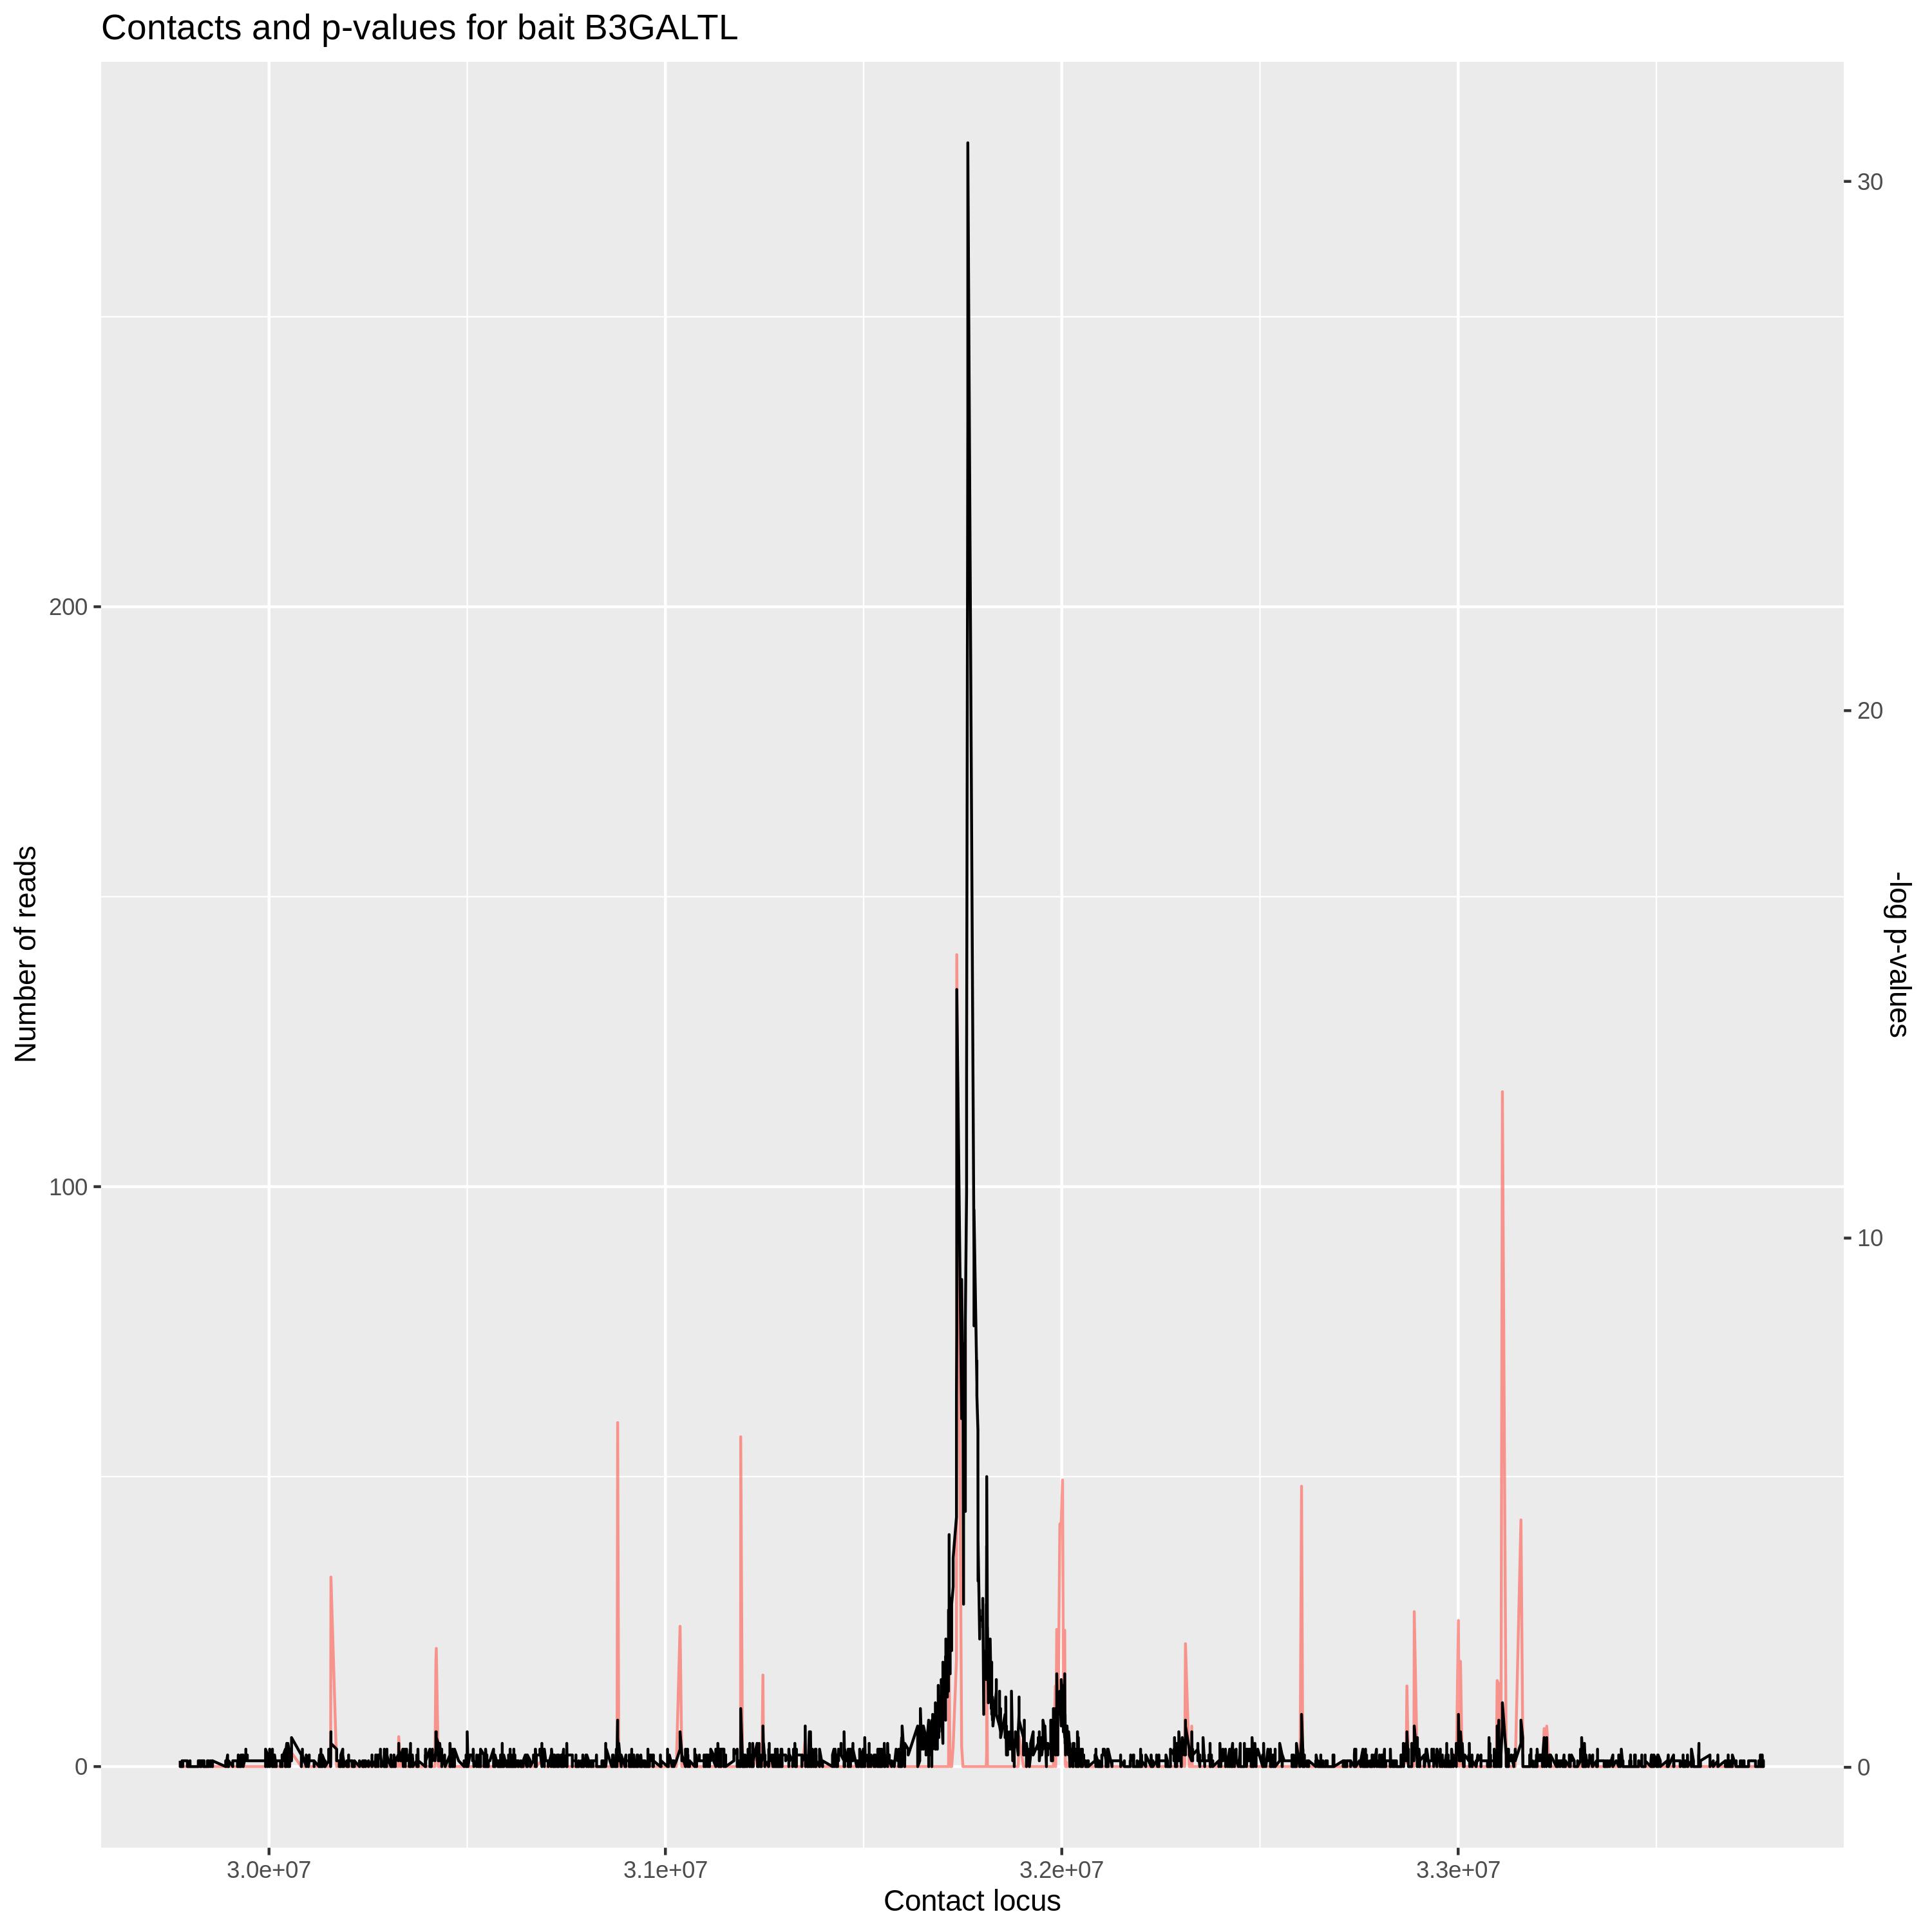 Contacts and p-values for bait B3GALTL
Number of reads
200
100
0
30
20
10
0
-log p-values
3.0e+07
3.1e+07
3.2e+07
3.3e+07
Contact locus